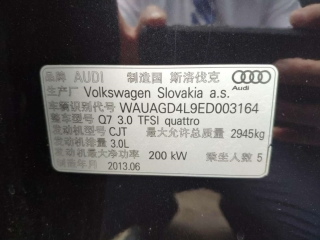 品牌 AUDI 制造国 斯洛伐克
Audi
生产厂 Volkswagen Slovakia a.s.
车辆识别代号 WAUAGD4L9ED003164
整车型号 Q7 3.0 TFSI quattro
发动机型号 CJT 最大允许总质量 2945kg
发动机排量 3.0L
发动机最大净功率 200 kW 乘坐人数 5
制造年月 2013.06